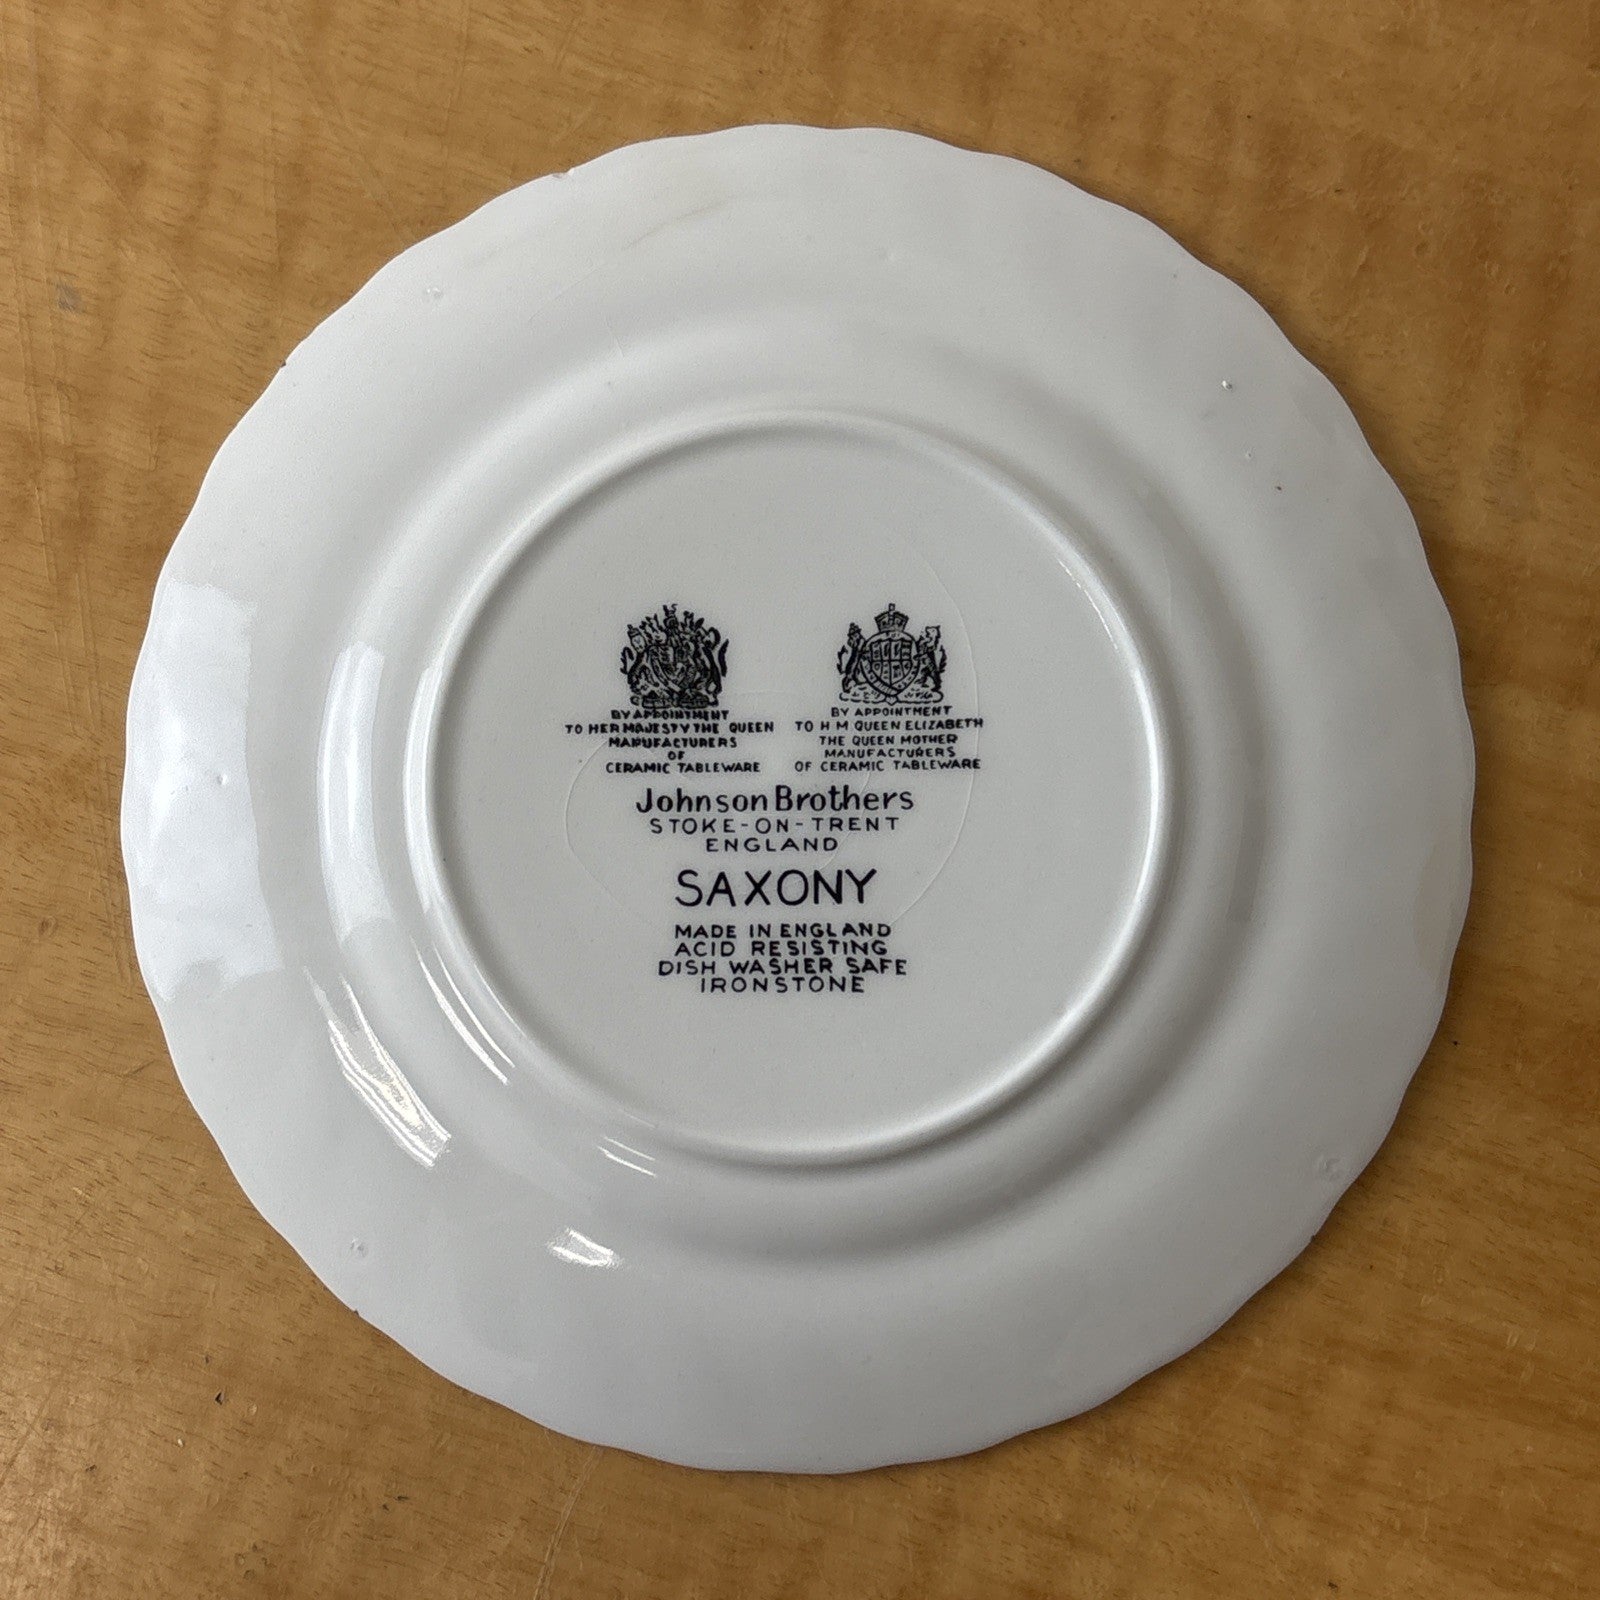 BY APPOINTMENT
TO HER MAJESTY THE QUEEN
MANUFACTURERS
OF
CERAMIC TABLEWARE
BY APPOINTMENT
TO H M QUEEN ELIZABETH
THE QUEEN MOTHER
MANUFACTURERS
OF CERAMIC TABLEWARE
Johnson Brothers
STOKE-ON-TRENT
ENGLAND
SAXONY
MADE IN ENGLAND
ACID RESISTING
DISH WASHER SAFE
IRONSTONE